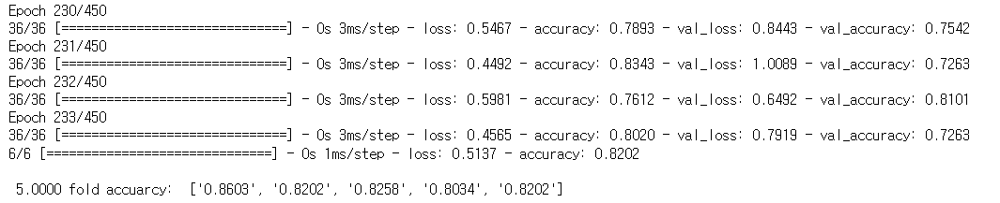 Epoch 230/450
36/36 [==============================] - 0s 3ms/step - loss: 0.5467 - accuracy: 0.7893 - val_loss: 0.8443 - val_accuracy: 0.7542
Epoch 231/450
36/36 [==============================] - 0s 3ms/step - loss: 0.4492 - accuracy: 0.8343 - val_loss: 1.0089 - val_accuracy: 0.7263
Epoch 232/450
36/36 [==============================] - 0s 3ms/step - loss: 0.5981 - accuracy: 0.7612 - val_loss: 0.6492 - val_accuracy: 0.8101
Epoch 233/450
36/36 [==============================] - 0s 3ms/step - loss: 0.4565 - accuracy: 0.8020 - val_loss: 0.7919 - val_accuracy: 0.7263
6/6 [==============================] - 0s 1ms/step - loss: 0.5137 - accuracy: 0.8202
5.0000 fold accuarcy: ['0.8603', '0.8202', '0.8258', '0.8034', '0.8202']